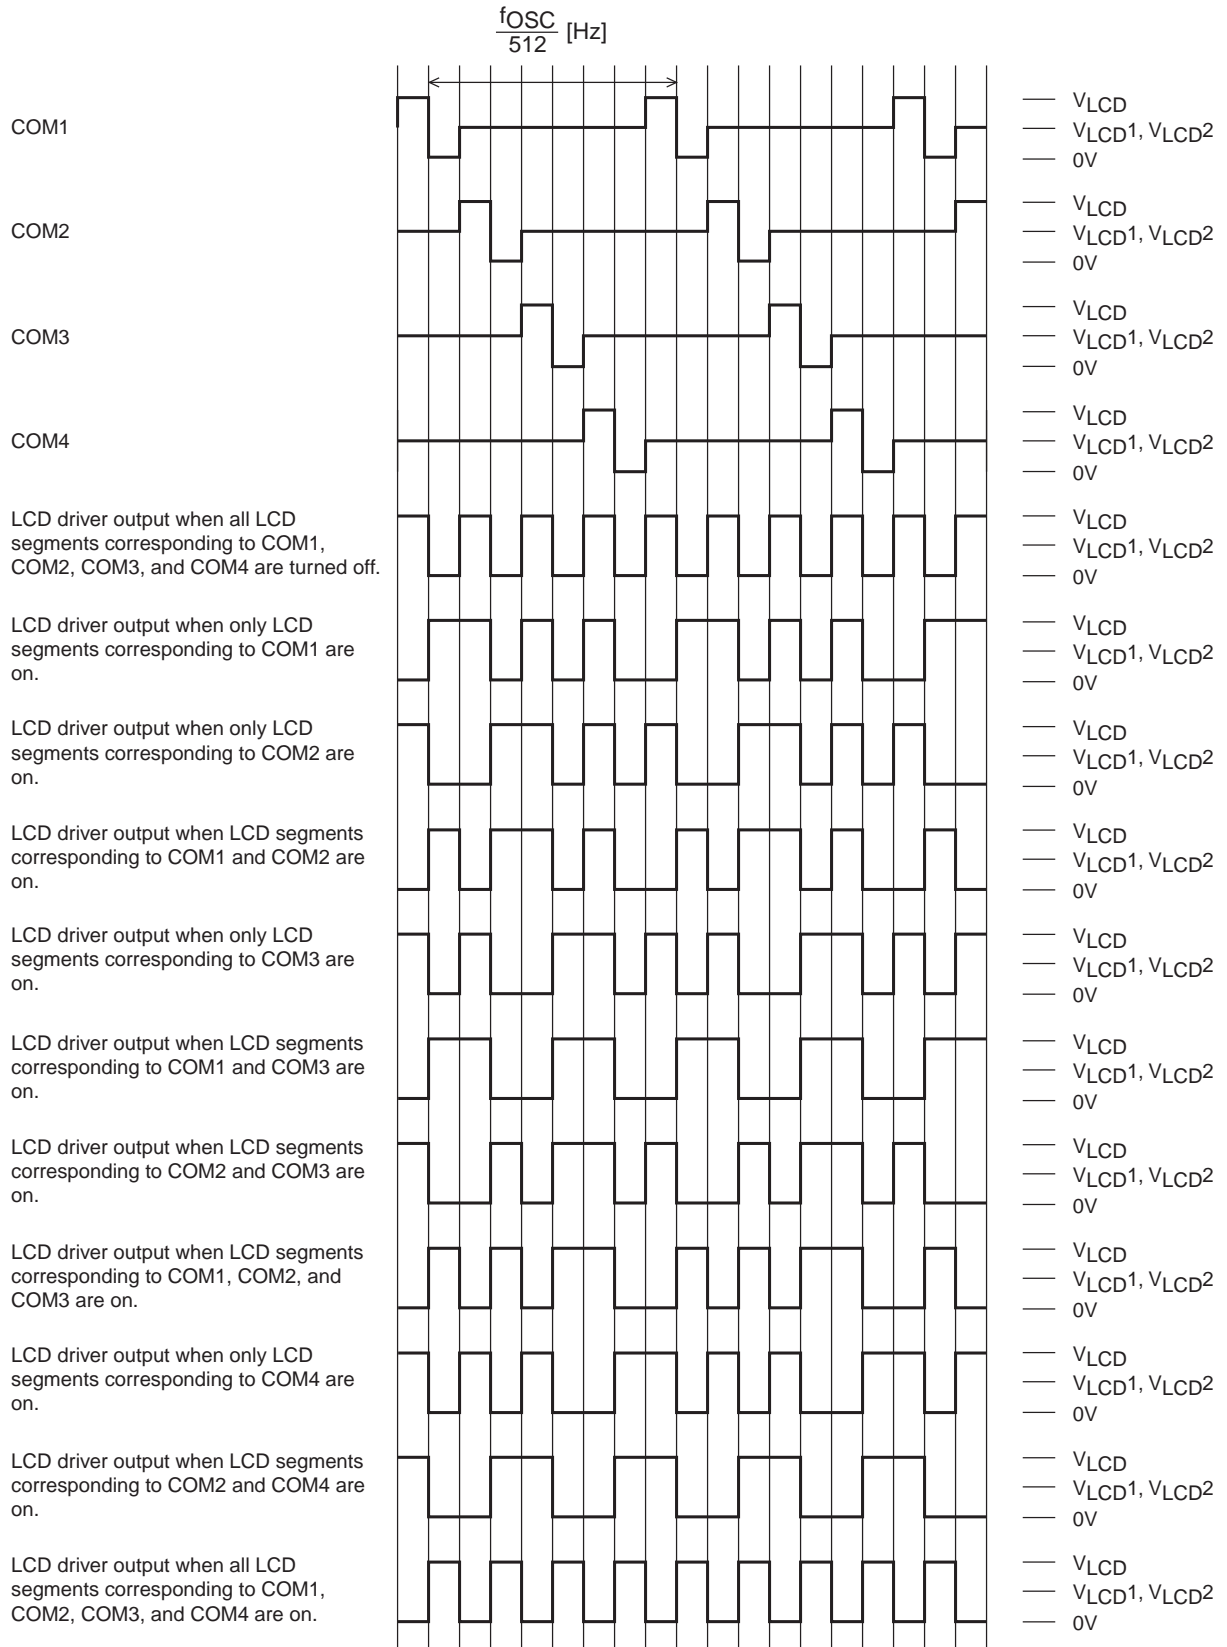 fOSC
512 [Hz]
COM1
VLCD
VLCD1, VLCD2
0V
COM2
VLCD
VLCD1, VLCD2
0V
COM3
VLCD
VLCD1, VLCD2
0V
COM4
VLCD
VLCD1, VLCD2
0V
LCD driver output when all LCD
segments corresponding to COM1,
COM2, COM3, and COM4 are turned off.
VLCD
VLCD1, VLCD2
0V
LCD driver output when only LCD
segments corresponding to COM1 are
on.
VLCD
VLCD1, VLCD2
0V
LCD driver output when only LCD
segments corresponding to COM2 are
on.
VLCD
VLCD1, VLCD2
0V
LCD driver output when LCD segments
corresponding to COM1 and COM2 are
on.
VLCD
VLCD1, VLCD2
0V
LCD driver output when only LCD
segments corresponding to COM3 are
on.
VLCD
VLCD1, VLCD2
0V
LCD driver output when LCD segments
corresponding to COM1 and COM3 are
on.
VLCD
VLCD1, VLCD2
0V
LCD driver output when LCD segments
corresponding to COM2 and COM3 are
on.
VLCD
VLCD1, VLCD2
0V
LCD driver output when LCD segments
corresponding to COM1, COM2, and
COM3 are on.
VLCD
VLCD1, VLCD2
0V
LCD driver output when only LCD
segments corresponding to COM4 are
on.
VLCD
VLCD1, VLCD2
0V
LCD driver output when LCD segments
corresponding to COM2 and COM4 are
on.
VLCD
VLCD1, VLCD2
0V
LCD driver output when all LCD
segments corresponding to COM1,
COM2, COM3, and COM4 are on.
VLCD
VLCD1, VLCD2
0V